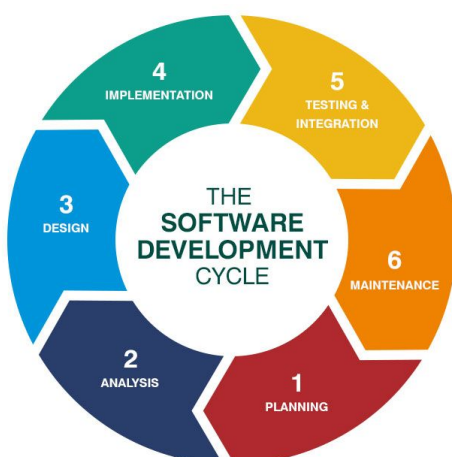 4
IMPLEMENTATION
5
TESTING &
INTEGRATION
3
DESIGN
THE
SOFTWARE
DEVELOPMENT
CYCLE
6
MAINTENANCE
2
ANALYSIS
1
PLANNING